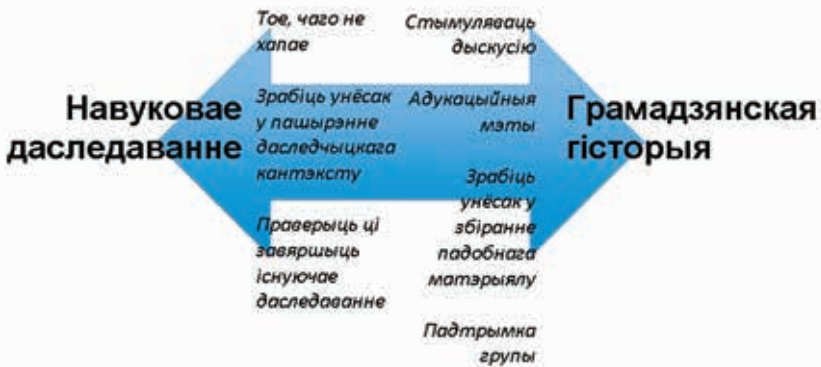 Тое, чаго не
хапае
Зрабіць унёсак
у пашырэнне
даследчыцкага
кантэксту
Праверыць ці
завяршыць
існуючае
даследаванне
Навуковае
даследаванне
Стымуляваць
дыскусію
Адукацыйныя
мэты
Зрабіць
унёсак у
збіранне
падобнага
матэрыялу
Падтрымка
групы
Грамадзянская
гісторыя